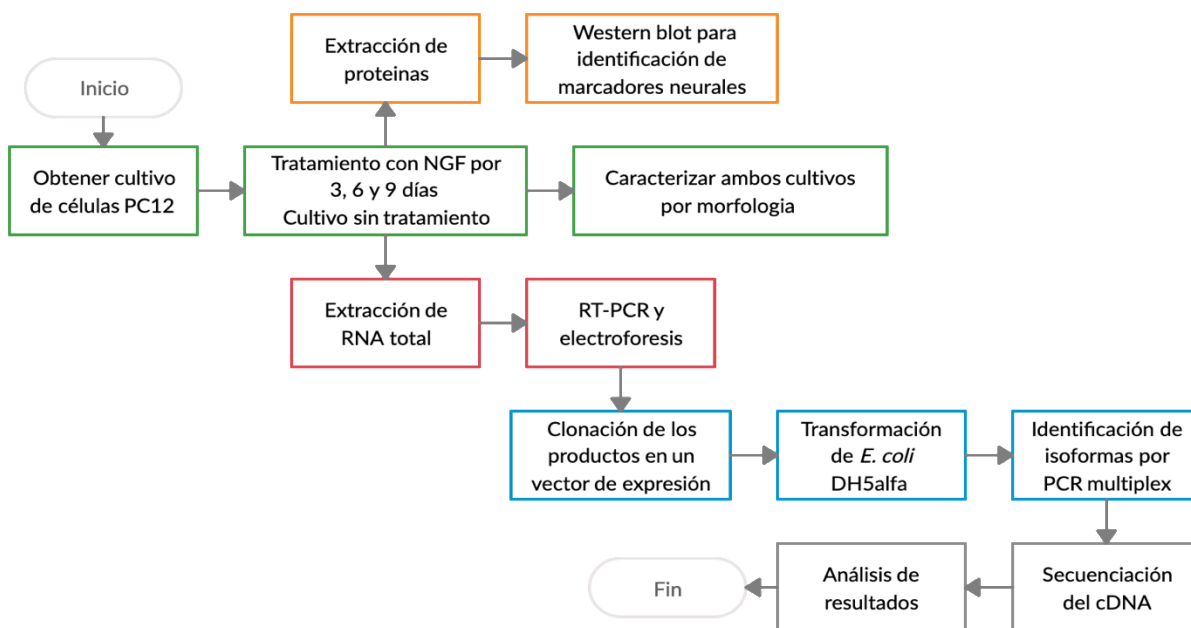 Inicio
Extracción de
proteinas
Western blot para
identificación de
marcadores neurales
Obtener cultivo
de células PC12
Tratamiento con NGF por
3, 6 y 9 días
Cultivo sin tratamiento
Caracterizar ambos cultivos
por morfologia
Extracción de
RNA total
RT-PCR y
electroforesis
Clonación de los
productos en un
vector de expresión
Transformación
de E. coli
DH5alfa
Identificación de
isoformas por
PCR multiplex
Secuenciación
del cDNA
Análisis de
resultados
Fin